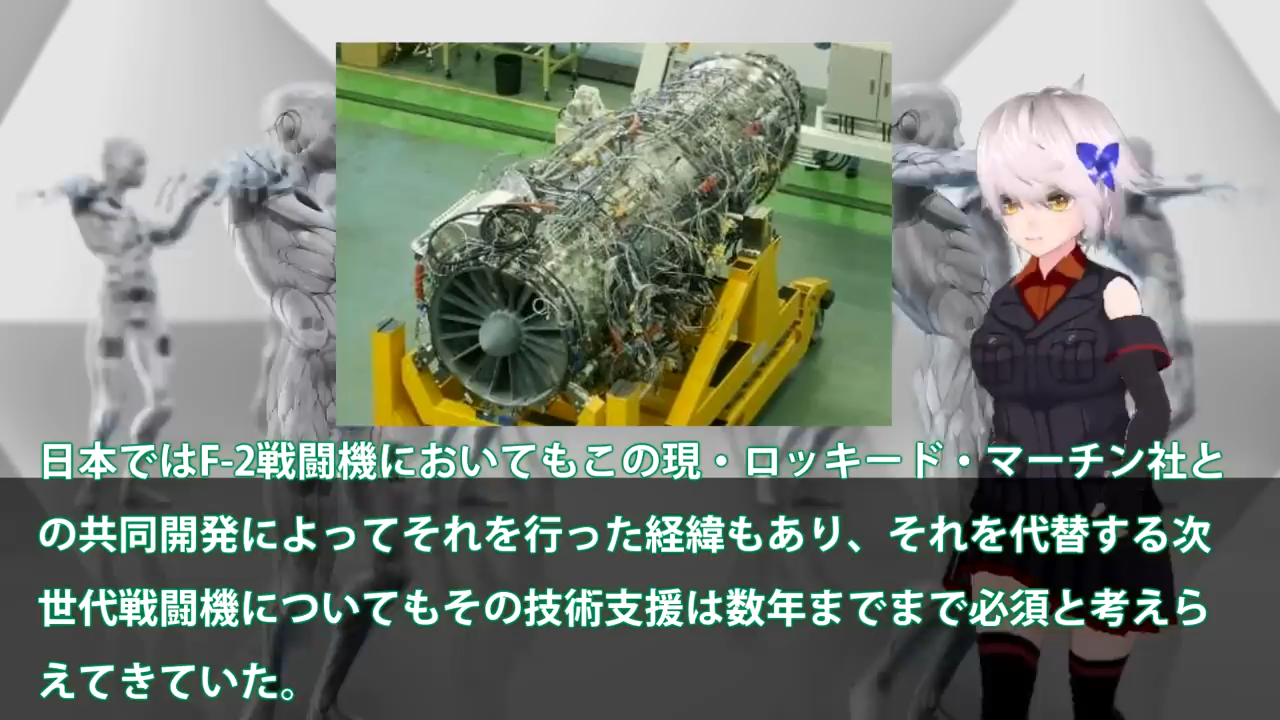 日本ではF-2戦闘機においてもこの現・ロッキード・マーチン社と
の共同開発によってそれを行った経緯もあり、それを代替する次
世代戦闘機についてもその技術支援は数年までまで必須と考えら
えてきていた。